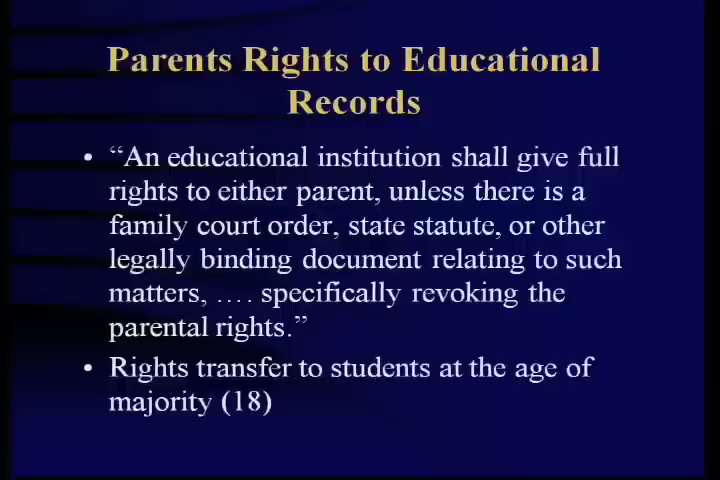 Parents Rights to Educational
Records
• “An educational institution shall give full
rights to either parent, unless there is a
family court order, state statute, or other
legally binding document relating to such
matters, …. specifically revoking the
parental rights.”
• Rights transfer to students at the age of
majority (18)